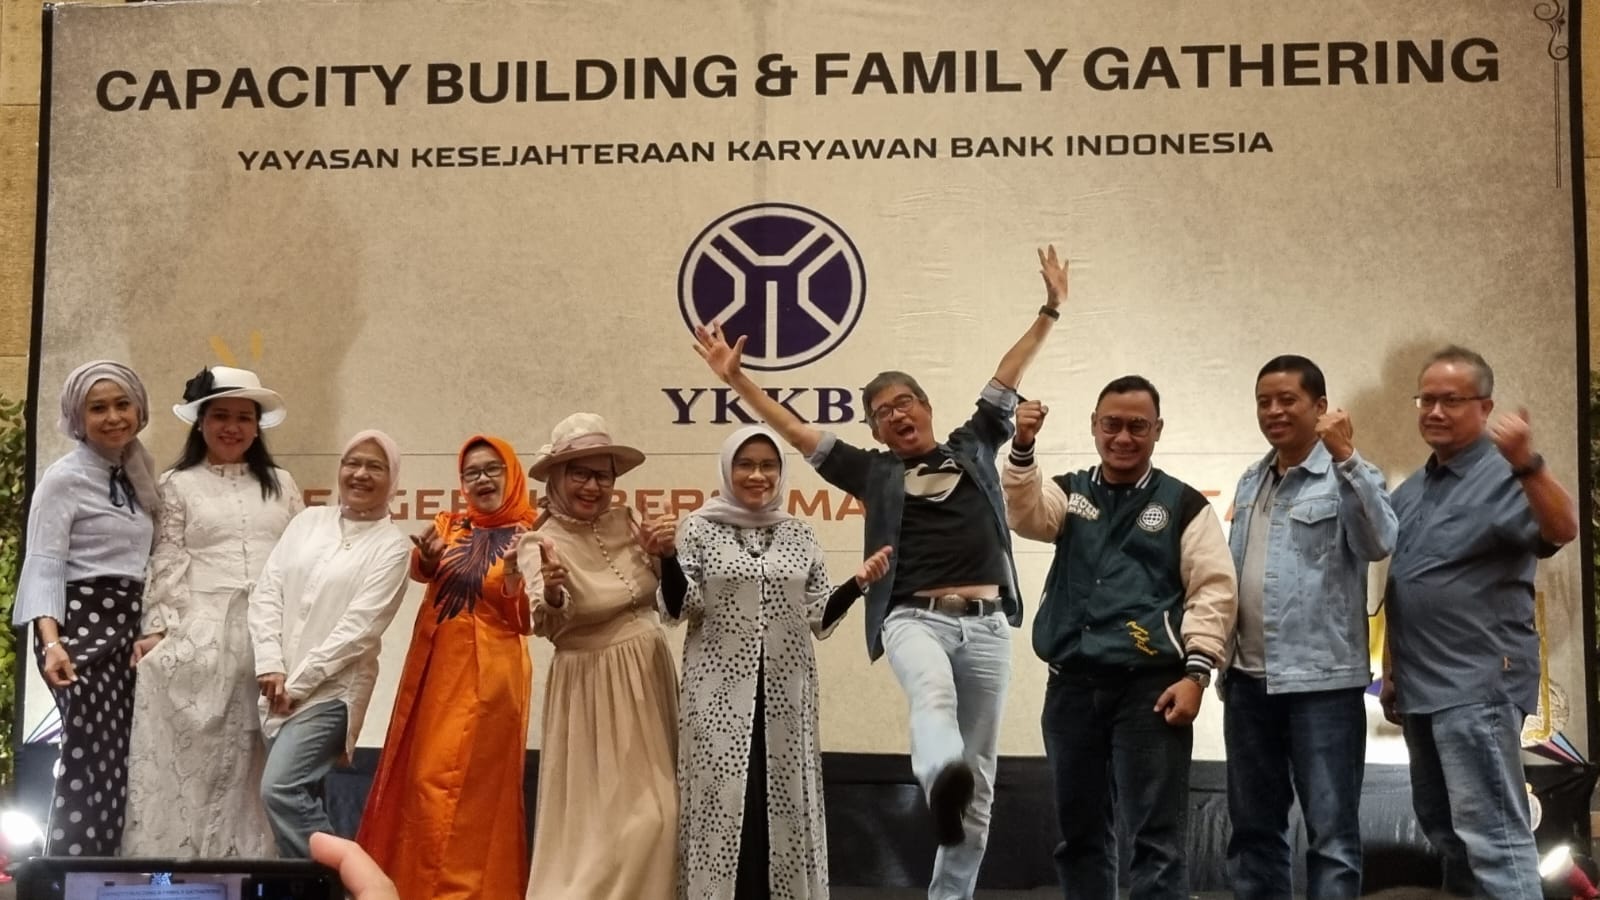 CAPACITY BUILDING & FAMILY GATHERING
YAYASAN KESEJAHTERAAN KARYAWAN BANK INDONESIA
YKKBI